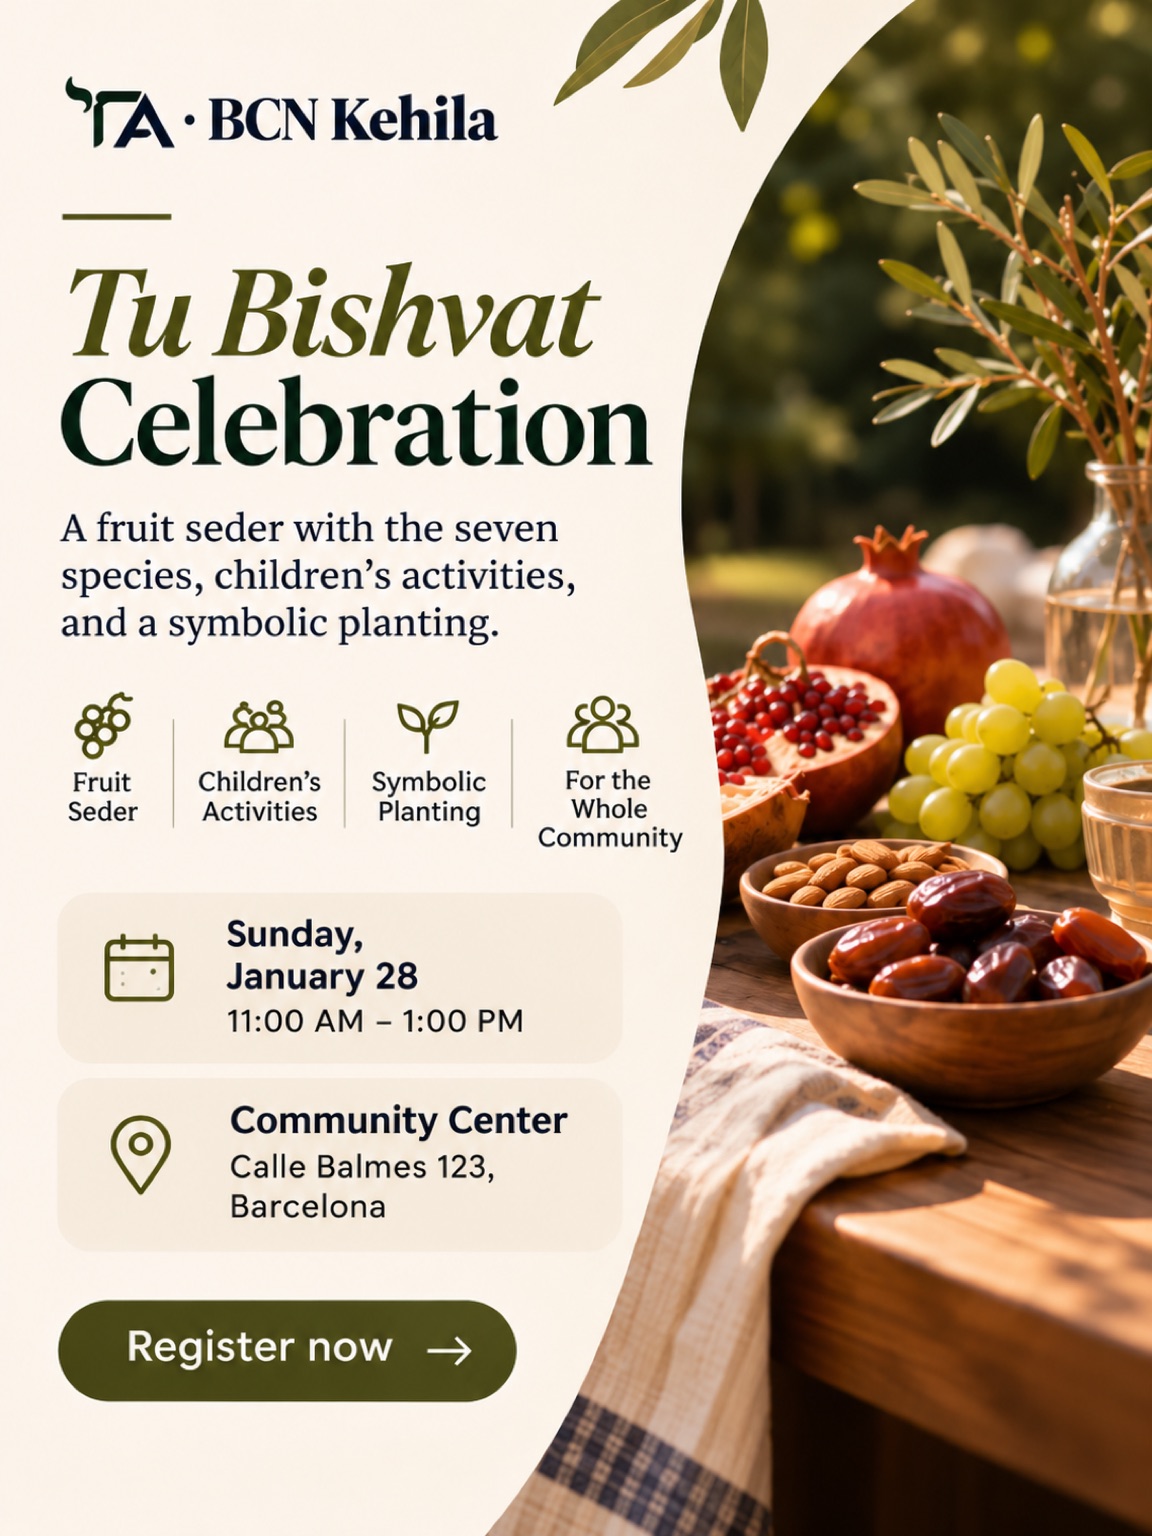 TA · BCN Kehila
Tu Bishvat
Celebration
A fruit seder with the seven
species, children’s activities,
and a symbolic planting.
Fruit
Seder
Children’s
Activities
Symbolic
Planting
For the
Whole
Community
Sunday,
January 28
11:00 AM – 1:00 PM
Community Center
Calle Balmes 123,
Barcelona
Register now →